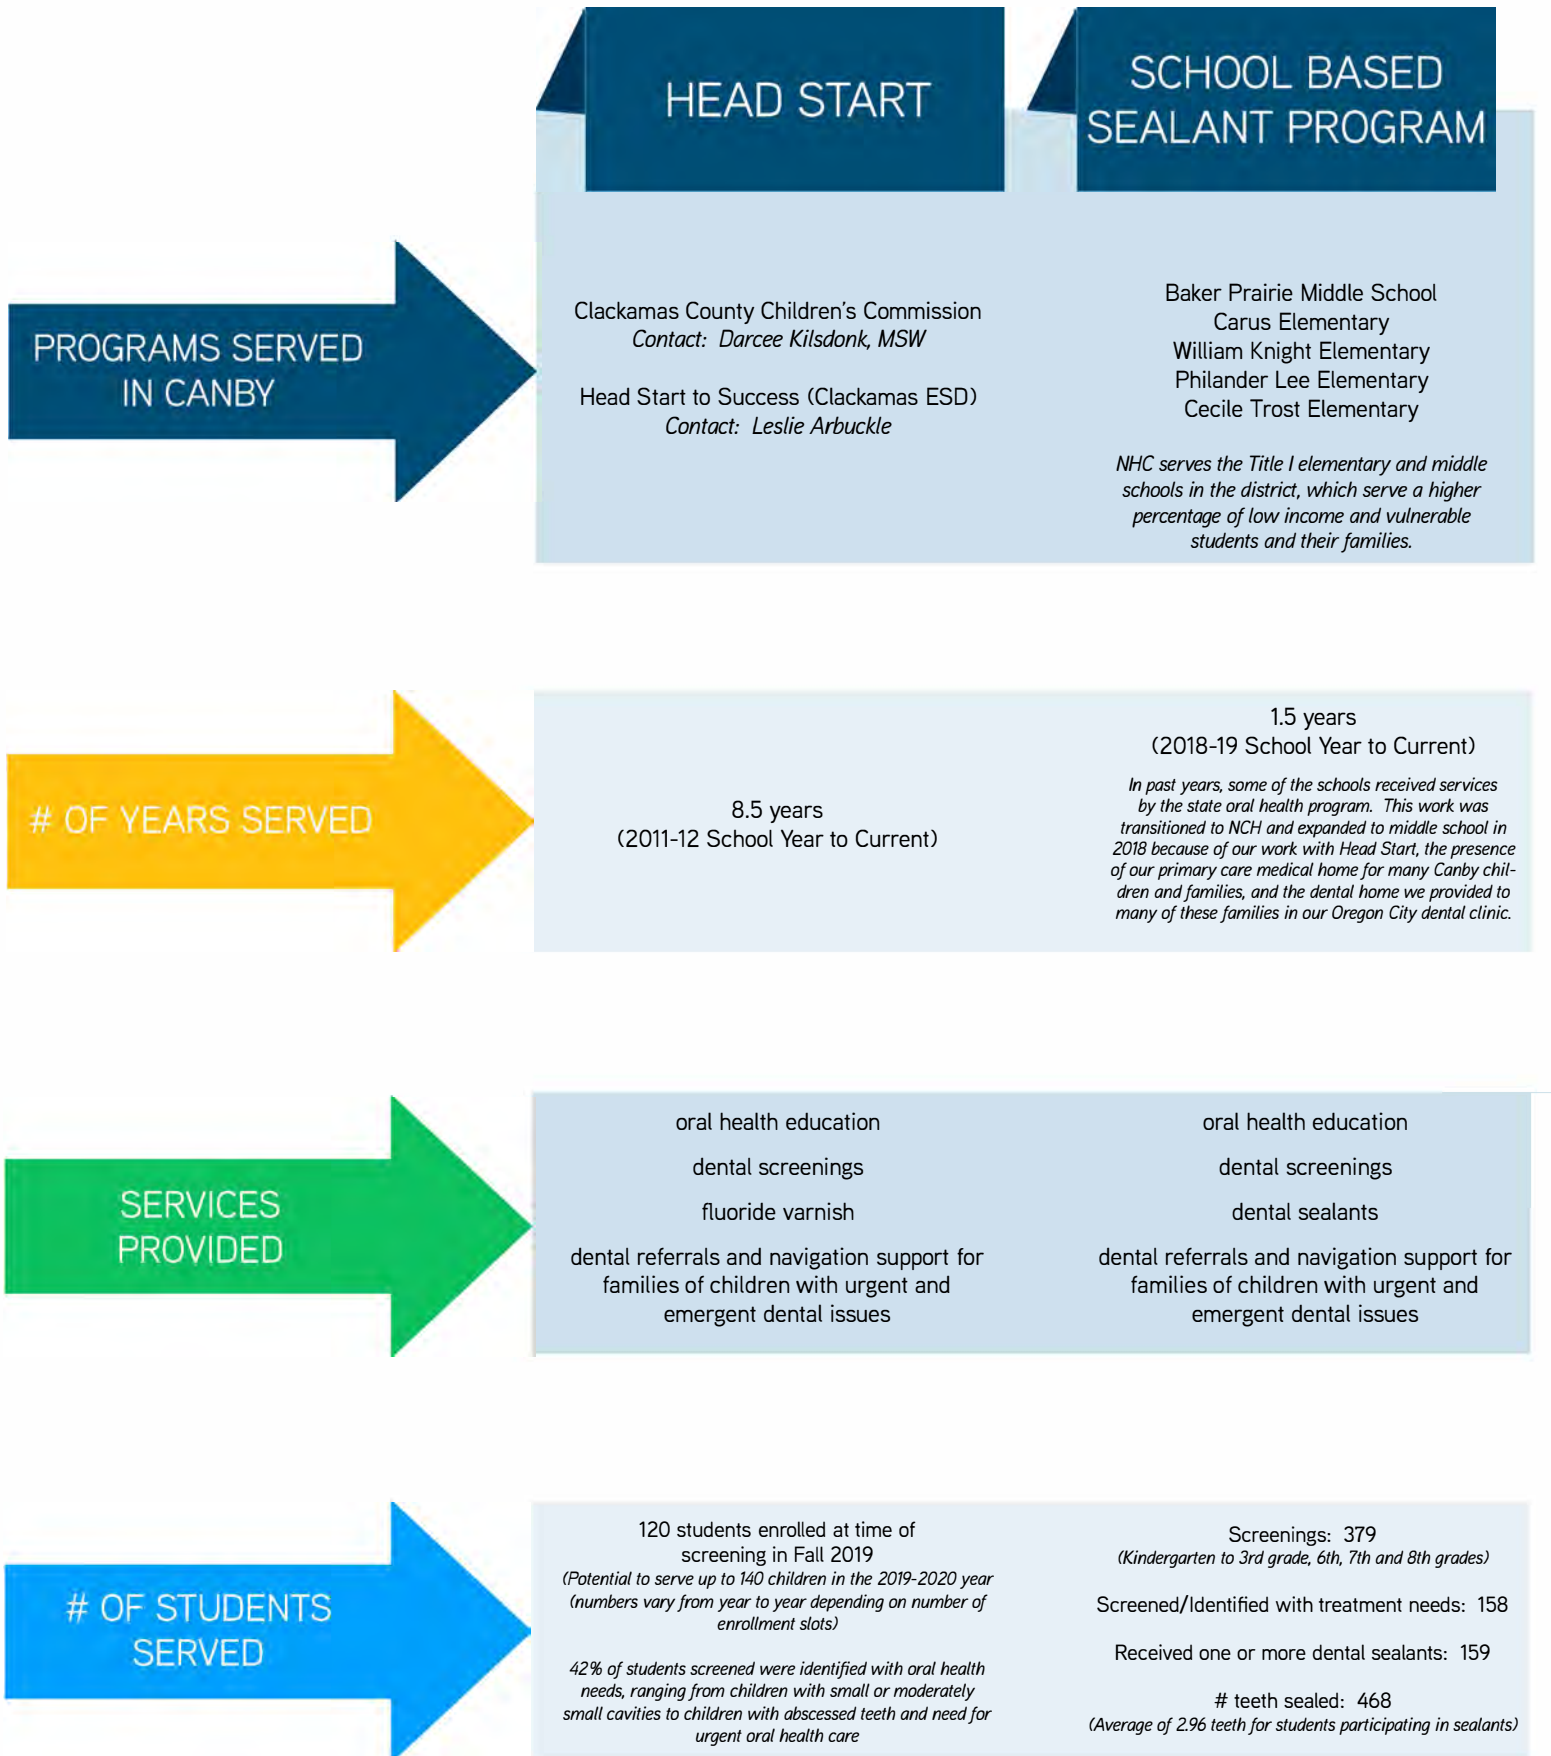 HEAD START
SCHOOL BASED
SEALANT PROGRAM
PROGRAMS SERVED
IN CANBY
Clackamas County Children's Commission
Contact: Darcee Kilsdonk, MSW
Head Start to Success (Clackamas ESD)
Contact: Leslie Arbuckle
Baker Prairie Middle School
Carus Elementary
William Knight Elementary
Philander Lee Elementary
Cecile Trost Elementary
NHC serves the Title I elementary and middle
schools in the district, which serve a higher
percentage of low income and vulnerable
students and their families.
# OF YEARS SERVED
8.5 years
(2011-12 School Year to Current)
1.5 years
(2018-19 School Year to Current)
In past years, some of the schools received services
by the state oral health program. This work was
transitioned to NCH and expanded to middle school in
2018 because of our work with Head Start, the presence
of our primary care medical home for many Canby chil-
dren and families, and the dental home we provided to
many of these families in our Oregon City dental clinic.
SERVICES
PROVIDED
oral health education
dental screenings
fluoride varnish
dental referrals and navigation support for
families of children with urgent and
emergent dental issues
oral health education
dental screenings
dental sealants
dental referrals and navigation support for
families of children with urgent and
emergent dental issues
# OF STUDENTS
SERVED
120 students enrolled at time of
screening in Fall 2019
(Potential to serve up to 140 children in the 2019-2020 year
(numbers vary from year to year depending on number of
enrollment slots)
42% of students screened were identified with oral health
needs, ranging from children with small or moderately
small cavities to children with abscessed teeth and need for
urgent oral health care
Screenings: 379
(Kindergarten to 3rd grade, 6th, 7th and 8th grades)
Screened/Identified with treatment needs: 158
Received one or more dental sealants: 159
# teeth sealed: 468
(Average of 2.96 teeth for students participating in sealants)